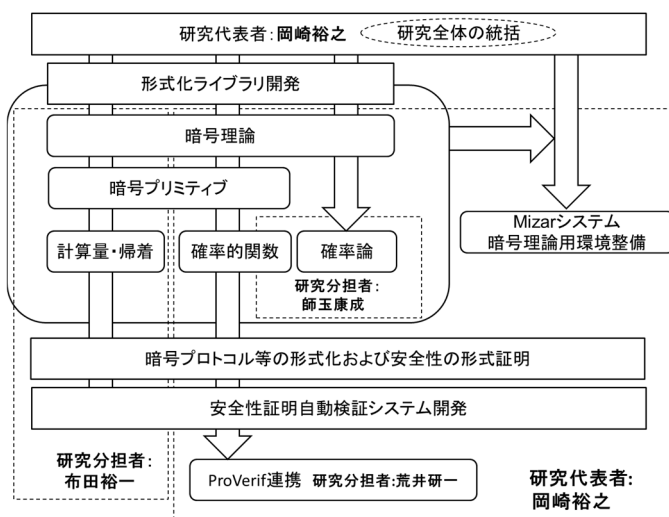 研究代表者：岡崎裕之 研究全体の統括
形式化ライブラリ開発
暗号理論
暗号プリミティブ
計算量・帰着
確率的関数
確率論
研究分担者：
師玉康成
Mizarシステム
暗号理論用環境整備
暗号プロトコル等の形式化および安全性の形式証明
安全性証明自動検証システム開発
研究分担者：
布田裕一
ProVerif連携 研究分担者:荒井研一
研究代表者:
岡崎裕之